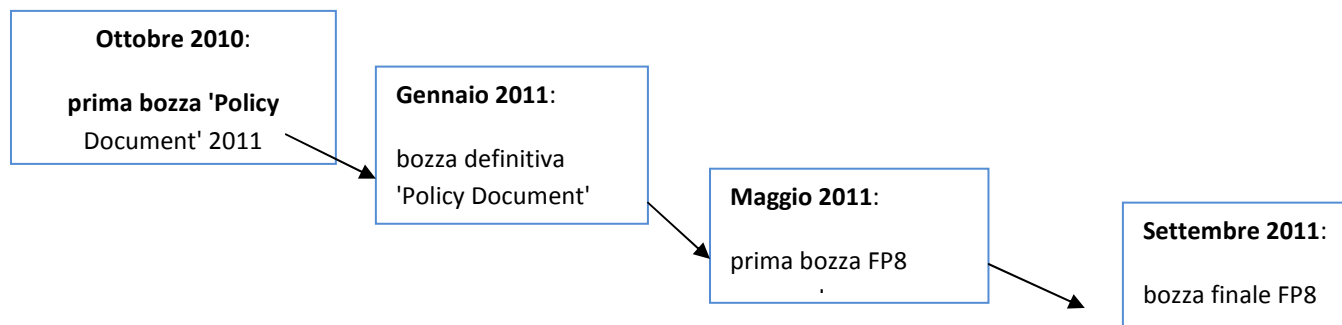 Ottobre 2010:
prima bozza 'Policy
Document' 2011
Gennaio 2011:
bozza definitiva
'Policy Document'
Maggio 2011:
prima bozza FP8
Settembre 2011:
bozza finale FP8